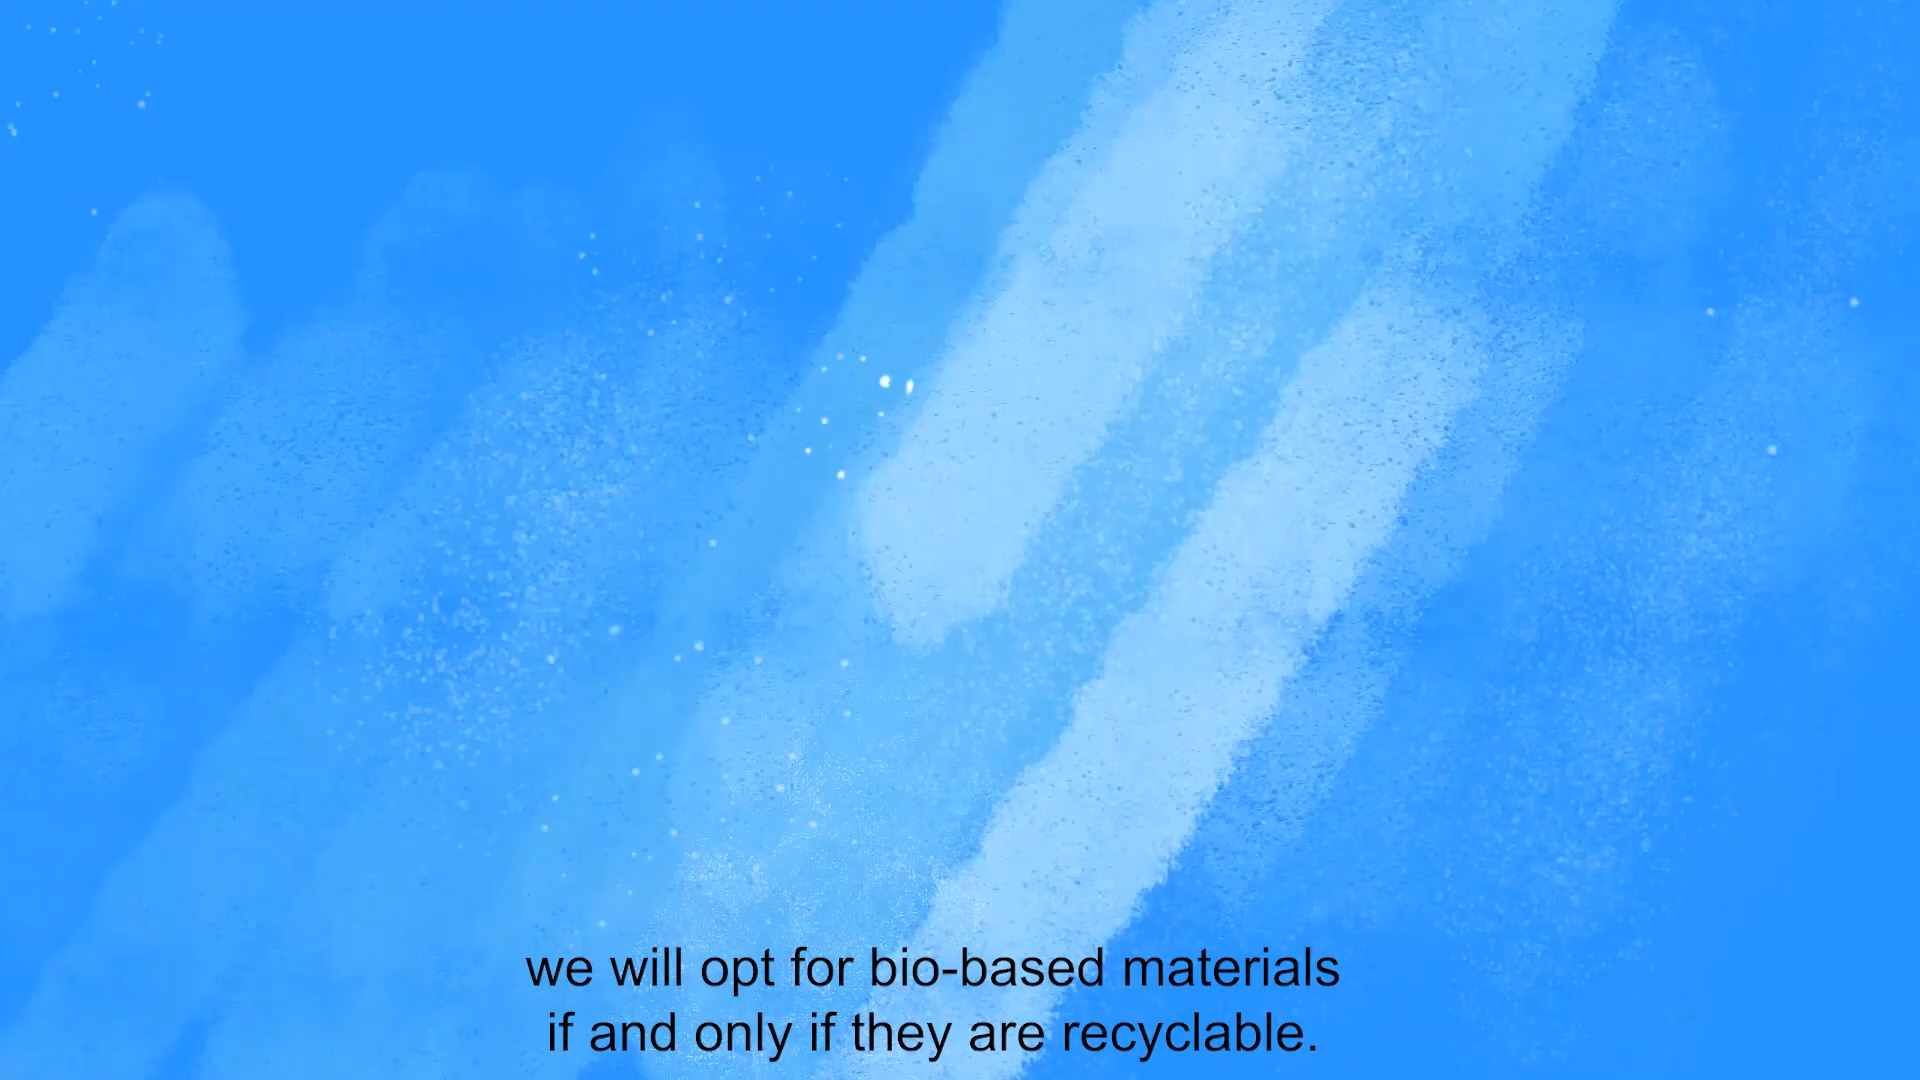 we will opt for bio-based materials
if and only if they are recyclable.